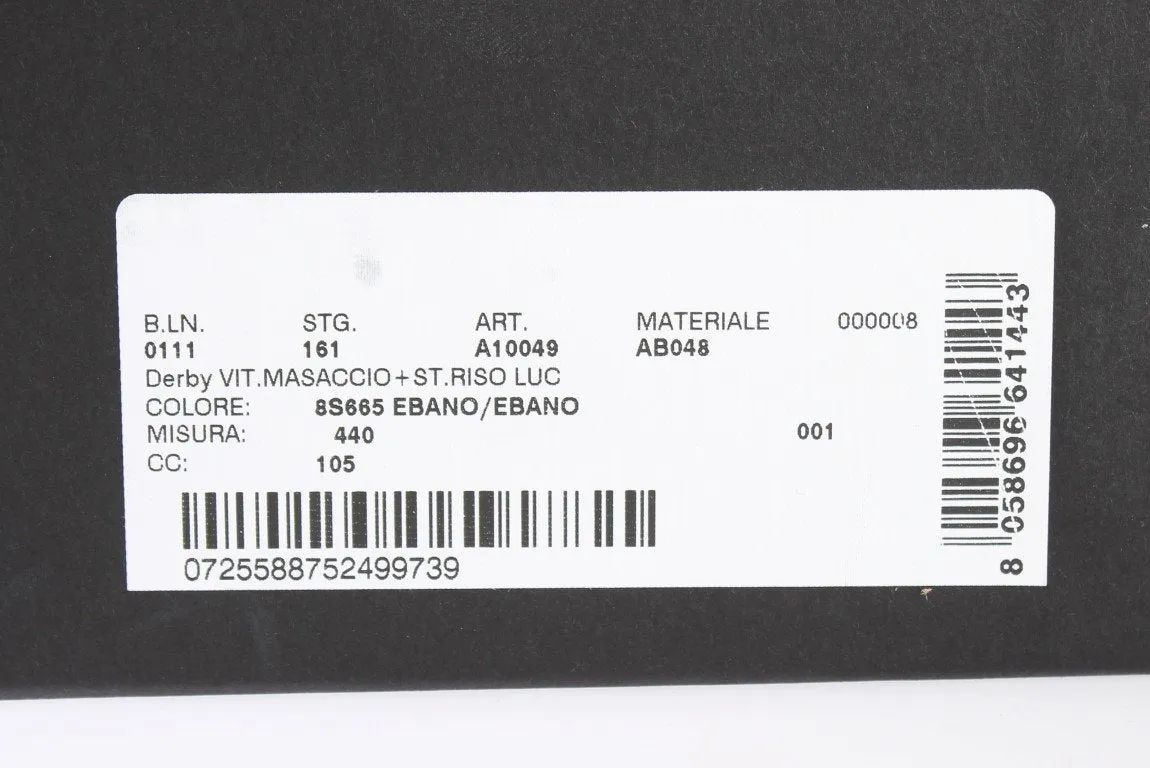 B.LN. STG. ART. MATERIALE 000008
0111 161 A10049 AB048
Derby VIT.MASACCIO+ST.RISO LUC
COLORE: 8S665 EBANO/EBANO
MISURA: 440 001
CC: 105
0725588752499739
8 058696 641443